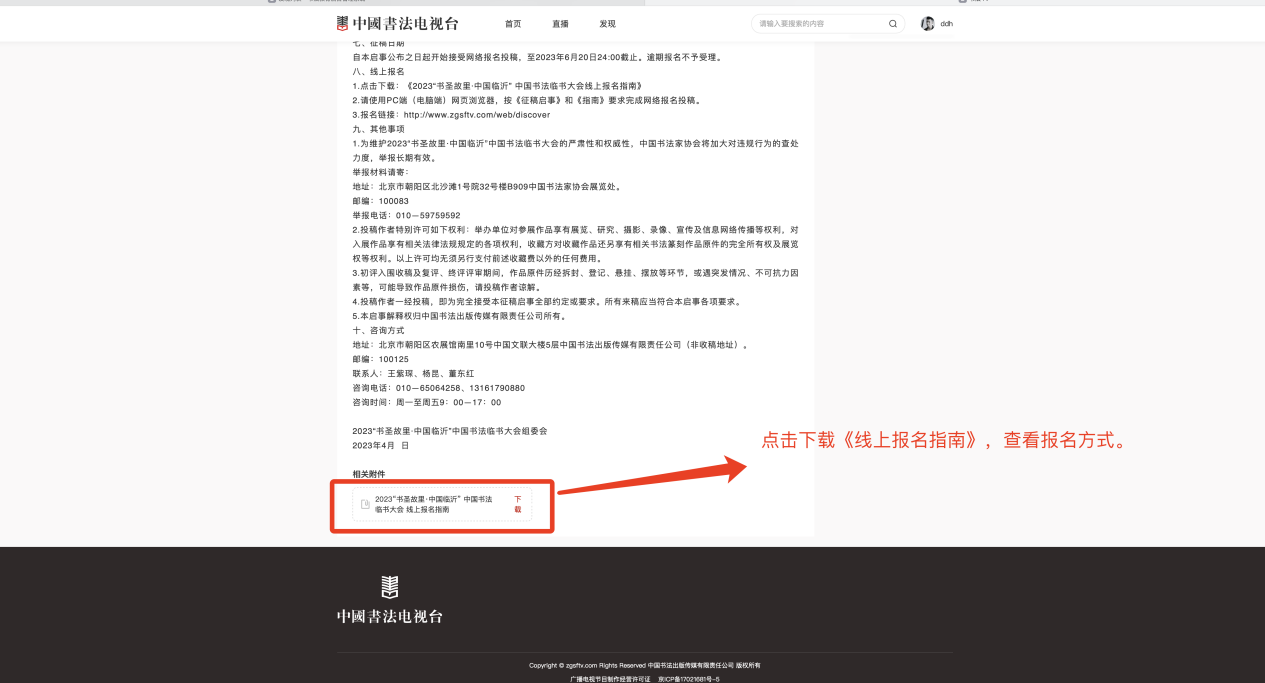 中國書法电视台
首页
直播
发现
请输入要搜索的内容
ddh
七、征稿日期
自本启事公布之日起开始接受网络报名投稿，至2023年6月20日24:00截止。逾期报名不予受理。
八、线上报名
1.点击下载：《2023“书圣故里·中国临沂” 中国书法临书大会线上报名指南》
2.请使用PC端（电脑端）网页浏览器，按《征稿启事》和《指南》要求完成网络报名投稿。
3.报名链接：http://www.zgsftv.com/web/discover
九、其他事项
1.为维护2023“书圣故里·中国临沂”中国书法临书大会的严肃性和权威性，中国书法家协会将加大对违规行为的查处
力度，举报长期有效。
举报材料请寄：
地址：北京市朝阳区北沙滩1号院32号楼B909中国书法家协会展览处。
邮编：100083
举报电话：010—59759592
2.投稿作者特别许可如下权利：举办单位对参展作品享有展览、研究、摄影、录像、宣传及信息网络传播等权利，对
入展作品享有相关法律法规规定的各项权利，收藏方对收藏作品还另享有相关书法篆刻作品原件的完全所有权及展览
权等权利。以上许可均无须另行支付前述收藏费以外的任何费用。
3.初评入围收稿及复评、终评评审期间，作品原件历经拆封、登记、悬挂、摆放等环节，或遇突发情况、不可抗力因
素等，可能导致作品原件损伤，请投稿作者谅解。
4.投稿作者一经投稿，即为完全接受本征稿启事全部约定或要求。所有来稿应当符合本启事各项要求。
5.本启事解释权归中国书法出版传媒有限责任公司所有。
十、咨询方式
地址：北京市朝阳区农展馆南里10号中国文联大楼5层中国书法出版传媒有限责任公司（非收稿地址）。
邮编：100125
联系人：王紫琛、杨昆、董东红
咨询电话：010—65064258、13161790880
咨询时间：周一至周五9：00—17：00
2023“书圣故里·中国临沂”中国书法临书大会组委会
2023年4月 日
点击下载《线上报名指南》，查看报名方式。
相关附件
2023“书圣故里·中国临沂” 中国书法
临书大会 线上报名指南
下
载
中國書法电视台
Copyright © zgsftv.com Rights Reserved 中国书法出版传媒有限责任公司 版权所有
广播电视节目制作经营许可证 京ICP备17021681号-5